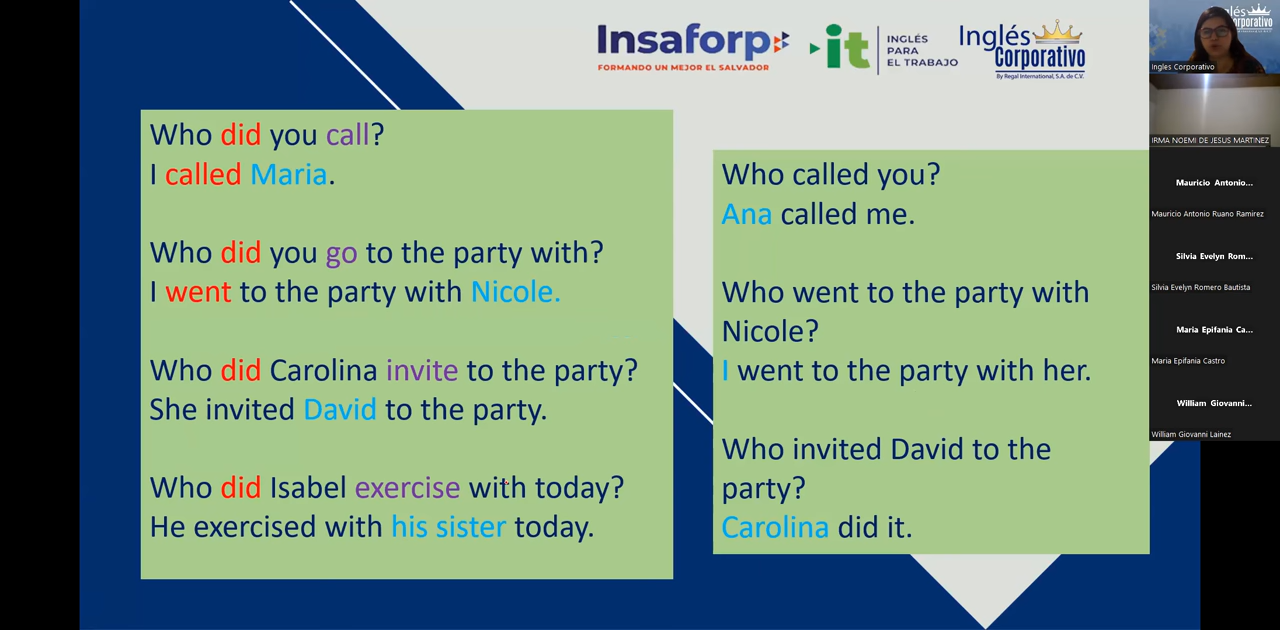 Insaforp
FORMANDO UN MEJOR EL SALVADOR
it
INGLÉS
PARA
EL TRABAJO
Inglés
Corporativo
By Regal International, S.A. de C.V.
Who did you call?
I called Maria.
Who did you go to the party with?
I went to the party with Nicole.
Who did Carolina invite to the party?
She invited David to the party.
Who did Isabel exercise with today?
He exercised with his sister today.
Who called you?
Ana called me.
Who went to the party with
Nicole?
I went to the party with her.
Who invited David to the
party?
Carolina did it.
Ingles Corporativo
IRMA NOEMI DE JESUS MARTINEZ
Mauricio Antonio...
Mauricio Antonio Ruano Ramirez
Silvia Evelyn Rom...
Silvia Evelyn Romero Bautista
Maria Epifania Ca...
Maria Epifania Castro
William Giovanni...
William Giovanni Lainez